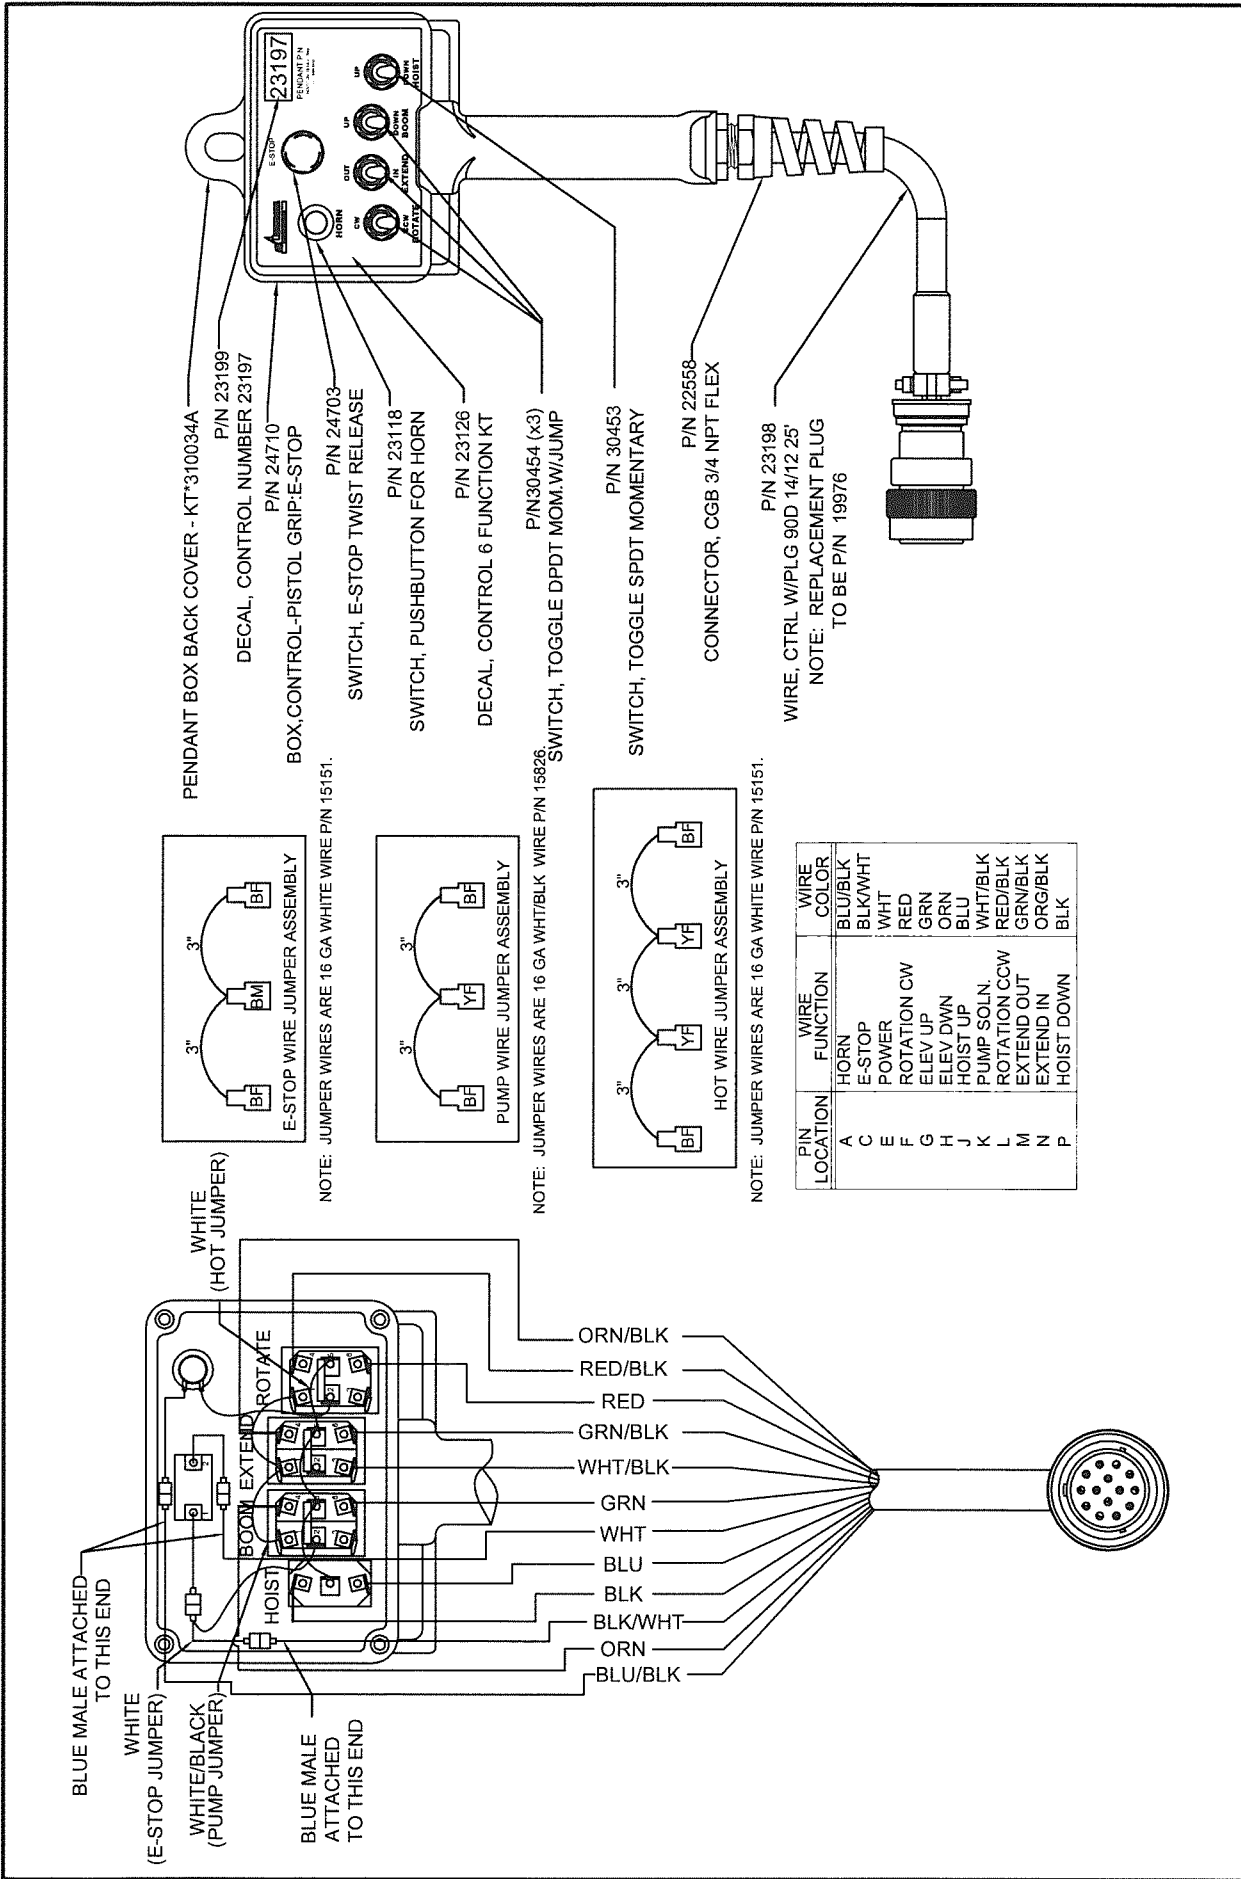 23197
PENDANT P/N
E-STOP
HORN
CW
CCW
ROTATE
OUT
IN
EXTEND
UP
DOWN
BOOM
UP
DOWN
HOIST
PENDANT BOX BACK COVER - KT*310034A
P/N 23199
DECAL, CONTROL NUMBER 23197
P/N 24710
BOX,CONTROL-PISTOL GRIP:E-STOP
P/N 24703
SWITCH, E-STOP TWIST RELEASE
P/N 23118
SWITCH, PUSHBUTTON FOR HORN
P/N 23126
DECAL, CONTROL 6 FUNCTION KT
P/N30454 (x3)
SWITCH, TOGGLE DPDT MOM.W/JUMP
P/N 30453
SWITCH, TOGGLE SPDT MOMENTARY
P/N 22558
CONNECTOR, CGB 3/4 NPT FLEX
P/N 23198
WIRE, CTRL W/PLG 90D 14/12 25'
NOTE: REPLACEMENT PLUG
TO BE P/N 19976
3" 3"
BF BM BF
E-STOP WIRE JUMPER ASSEMBLY
NOTE: JUMPER WIRES ARE 16 GA WHITE WIRE P/N 15151.
3" 3"
BF YF BF
PUMP WIRE JUMPER ASSEMBLY
NOTE: JUMPER WIRES ARE 16 GA WHT/BLK WIRE P/N 15826.
3" 3" 3"
BF YF YF BF
HOT WIRE JUMPER ASSEMBLY
NOTE: JUMPER WIRES ARE 16 GA WHITE WIRE P/N 15151.
PIN LOCATION WIRE FUNCTION WIRE COLOR
A HORN BLU/BLK
C E-STOP BLK/WHT
E POWER WHT
F ROTATION CW RED
G ELEV UP GRN
H ELEV DWN ORN
J HOIST UP BLU
K PUMP SOLN. WHT/BLK
L ROTATION CCW RED/BLK
M EXTEND OUT GRN/BLK
N EXTEND IN ORG/BLK
P HOIST DOWN BLK
BLUE MALE ATTACHED
TO THIS END
WHITE
(E-STOP JUMPER)
WHITE/BLACK
(PUMP JUMPER)
BLUE MALE
ATTACHED
TO THIS END
WHITE
(HOT JUMPER)
1 2
HOIST BOOM EXTEND ROTATE
ORN/BLK
RED/BLK
RED
GRN/BLK
WHT/BLK
GRN
WHT
BLU
BLK
BLK/WHT
ORN
BLU/BLK